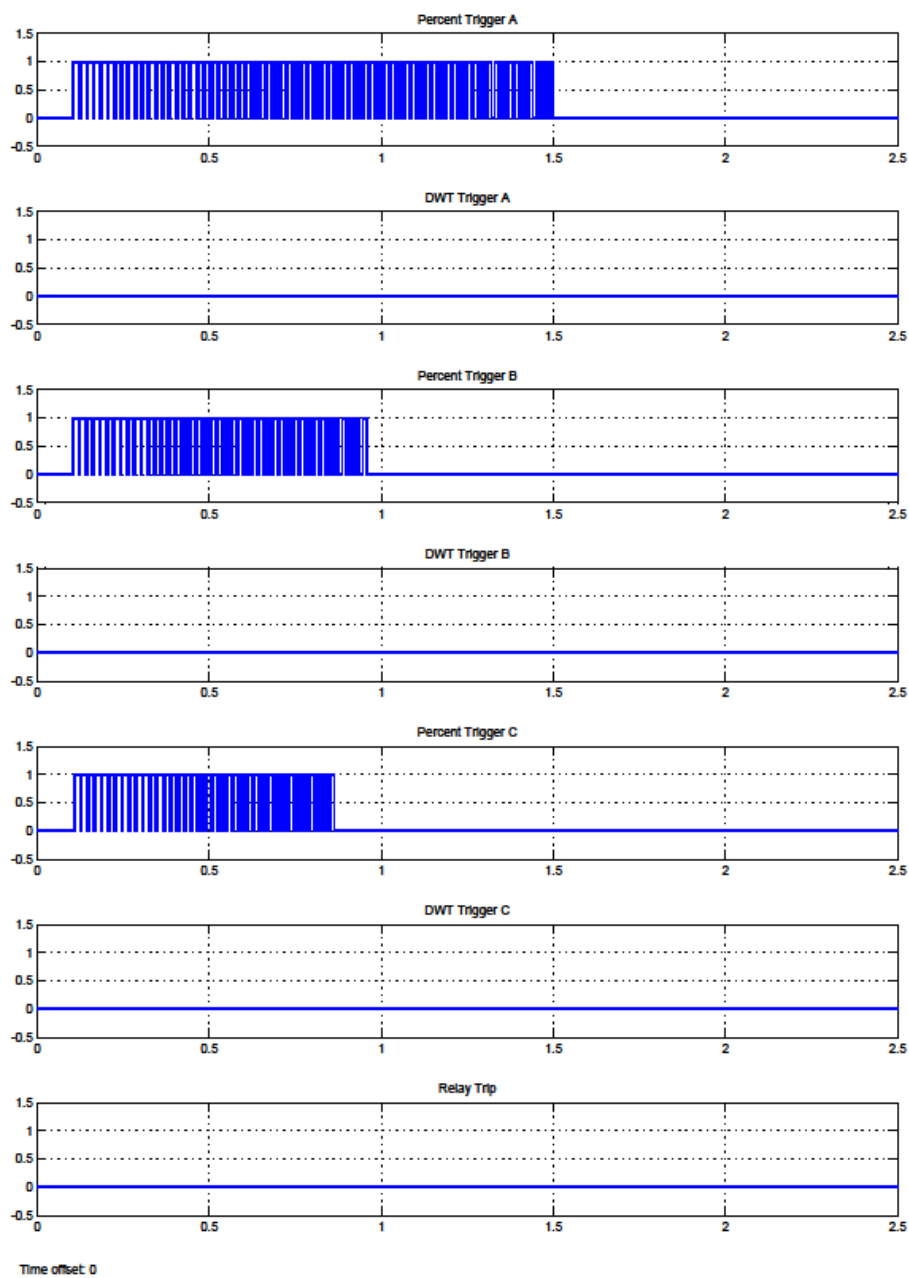 Percent Trigger A
1.5
1
0.5
0
-0.5
0 0.5 1 1.5 2 2.5
DWT Trigger A
1.5
1
0.5
0
-0.5
0 0.5 1 1.5 2 2.5
Percent Trigger B
1.5
1
0.5
0
-0.5
0 0.5 1 1.5 2 2.5
DWT Trigger B
1.5
1
0.5
0
-0.5
0 0.5 1 1.5 2 2.5
Percent Trigger C
1.5
1
0.5
0
-0.5
0 0.5 1 1.5 2 2.5
DWT Trigger C
1.5
1
0.5
0
-0.5
0 0.5 1 1.5 2 2.5
Relay Trip
1.5
1
0.5
0
-0.5
0 0.5 1 1.5 2 2.5
Time offset: 0